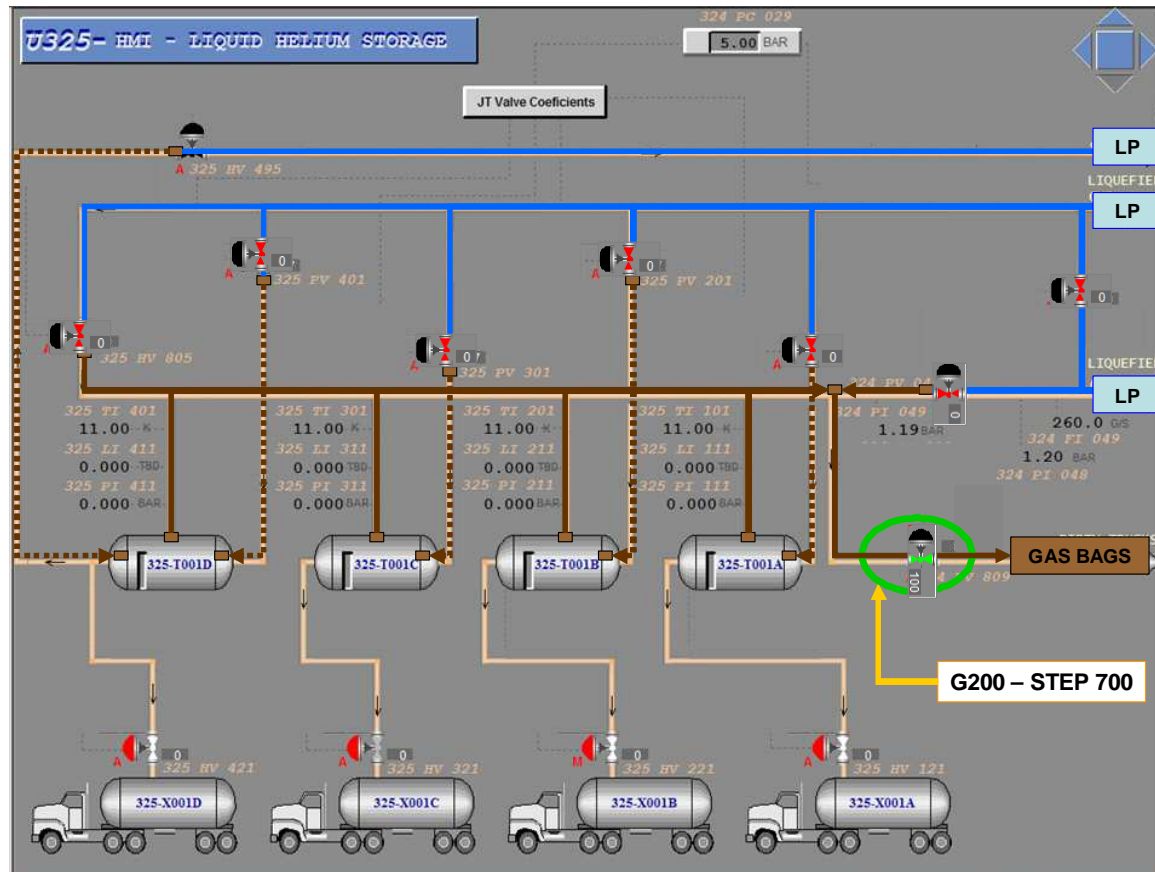 324 PC 029
U325- HMI - LIQUID HELIUM STORAGE
5.00 BAR
JT Valve Coeficients
LP
A 325 HV 495
LIQUEFIE
LP
0
A 325 PV 401
0
A 325 PV 201
0
0
A 325 HV 805
0
A 325 PV 301
0
A
LIQUEFIE
324 PV 04
LP
325 TI 401
11.00 K
325 LI 411
0.000 TBD
325 PI 411
0.000 BAR
325 TI 301
11.00 K
325 LI 311
0.000 TBD
325 PI 311
0.000 BAR
325 TI 201
11.00 K
325 LI 211
0.000 TBD
325 PI 211
0.000 BAR
325 TI 101
11.00 K
325 LI 111
0.000 TBD
325 PI 111
0.000 BAR
324 PI 049
1.19 BAR
0
260.0 G/S
324 FI 049
1.20 BAR
324 PI 048
325-T001D
325-T001C
325-T001B
325-T001A
100
GAS BAGS
G200 – STEP 700
A 0
325 HV 421
A 0
325 HV 321
M 0
325 HV 221
A 0
325 HV 121
325-X001D
325-X001C
325-X001B
325-X001A